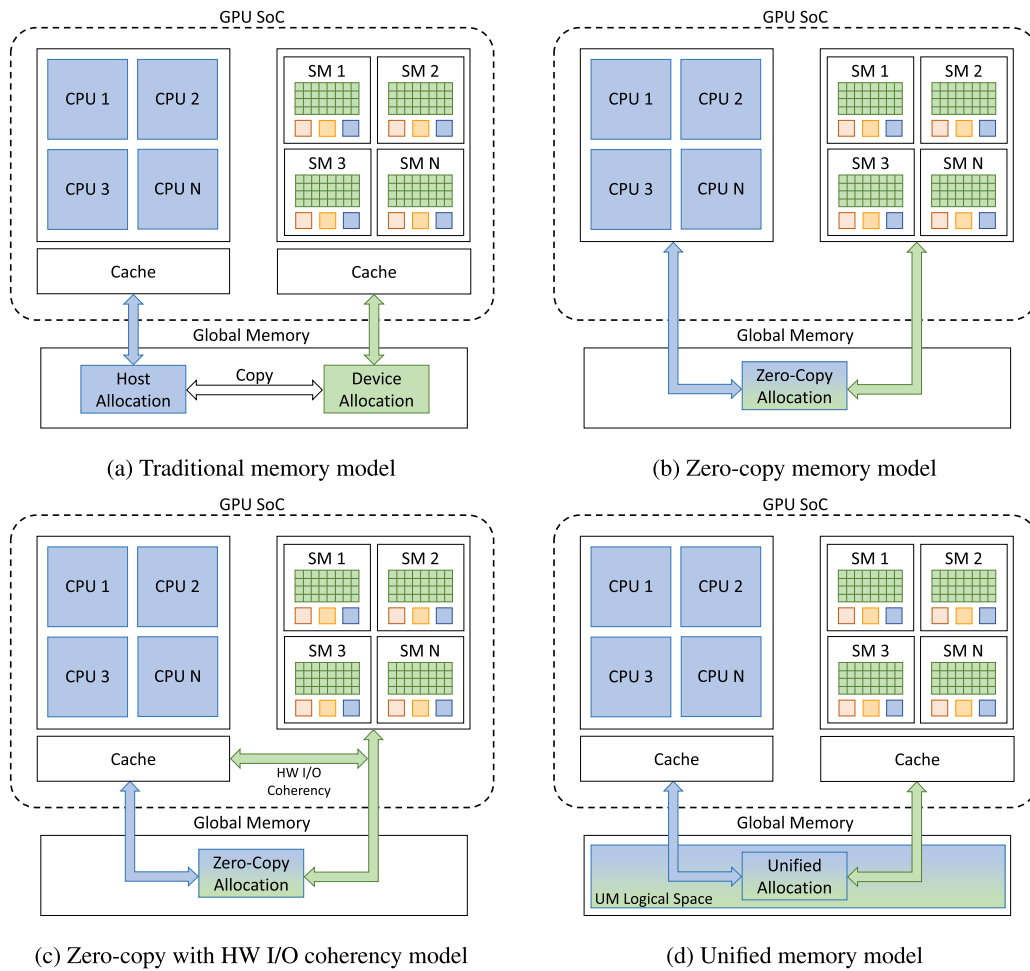 GPU SoC
CPU 1
CPU 2
CPU 3
CPU N
SM 1
SM 2
SM 3
SM N
Cache
Cache
Global Memory
Host
Allocation
Copy
Device
Allocation
(a) Traditional memory model
GPU SoC
CPU 1
CPU 2
CPU 3
CPU N
SM 1
SM 2
SM 3
SM N
Global Memory
Zero-Copy
Allocation
(b) Zero-copy memory model
GPU SoC
CPU 1
CPU 2
CPU 3
CPU N
SM 1
SM 2
SM 3
SM N
Cache
HW I/O
Coherency
Global Memory
Zero-Copy
Allocation
(c) Zero-copy with HW I/O coherency model
GPU SoC
CPU 1
CPU 2
CPU 3
CPU N
SM 1
SM 2
SM 3
SM N
Cache
Cache
Global Memory
Unified
Allocation
UM Logical Space
(d) Unified memory model